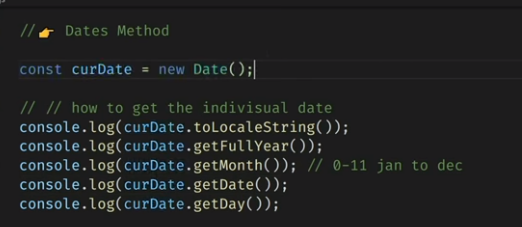 //👉 Dates Method
const curDate = new Date();
// // how to get the indivisual date
console.log(curDate.toLocaleString());
console.log(curDate.getFullYear());
console.log(curDate.getMonth()); // 0-11 jan to dec
console.log(curDate.getDate());
console.log(curDate.getDay());